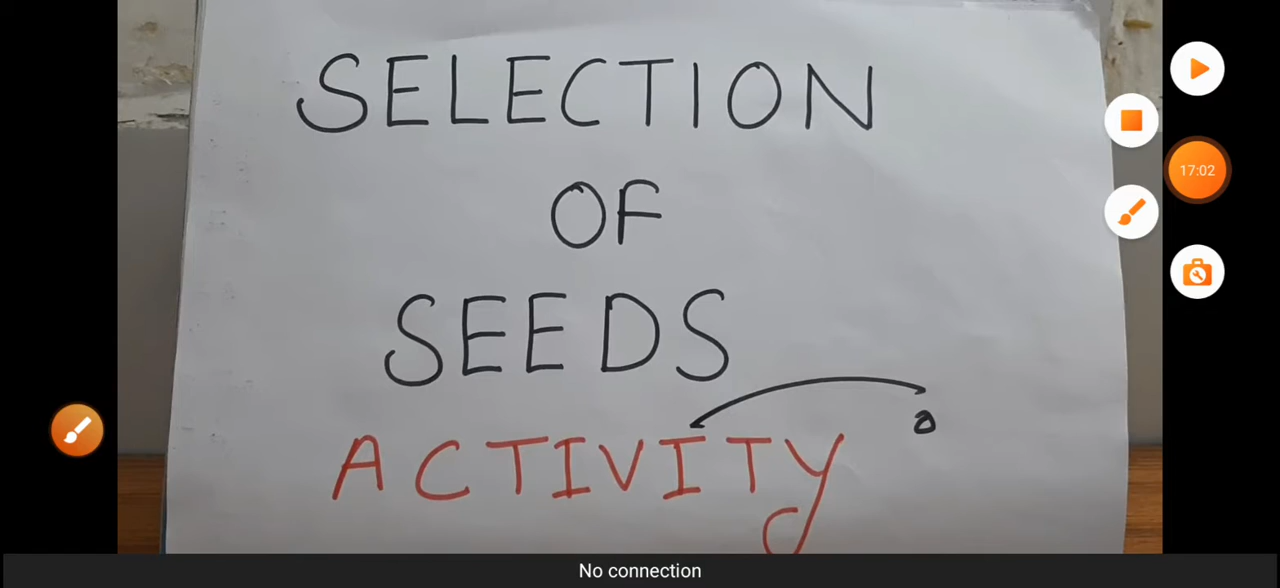 SELECTION
OF
SEEDS
ACTIVITY
17:02
No connection